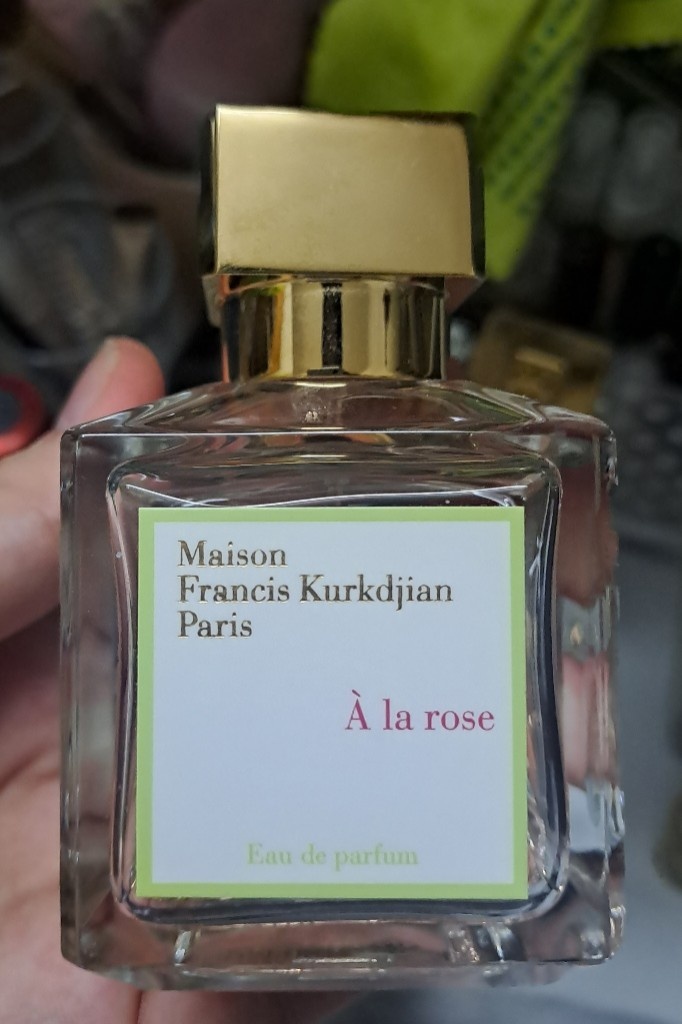 Maison
Francis Kurkdjian
Paris
À la rose
Eau de parfum